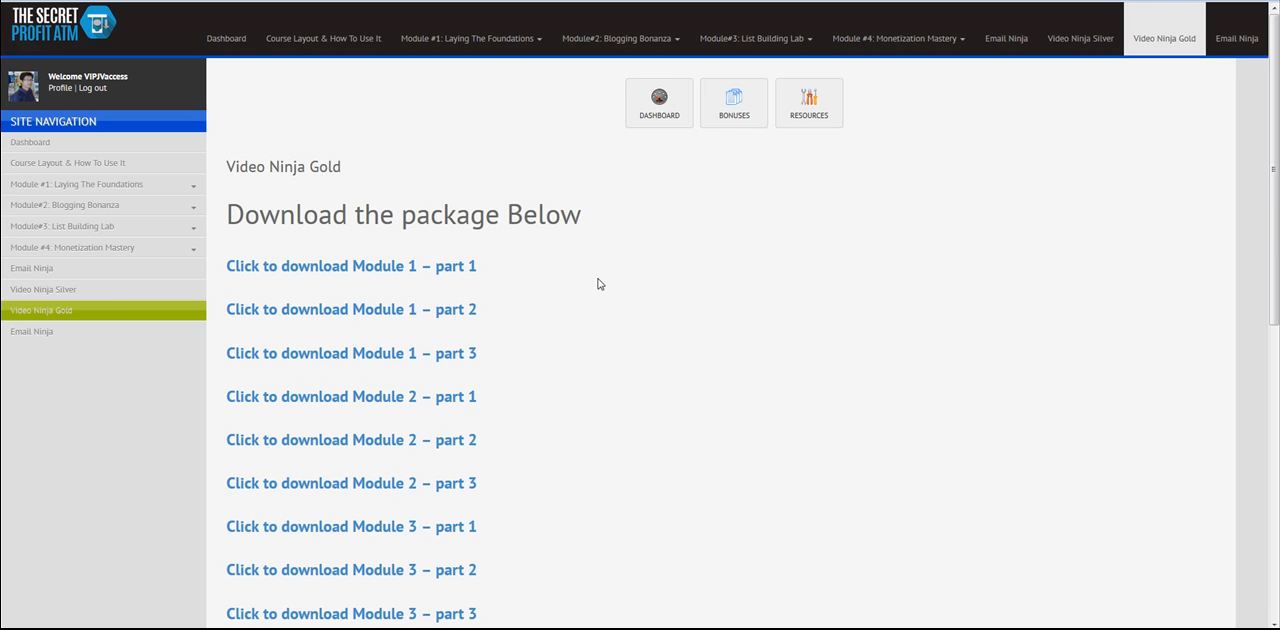 THE SECRET
PROFIT ATM
Dashboard Course Layout & How To Use It Module #1: Laying The Foundations Module#2: Blogging Bonanza Module#3: List Building Lab Module #4: Monetization Mastery Email Ninja Video Ninja Silver Video Ninja Gold Email Ninja
Welcome VIPJVaccess
Profile | Log out
SITE NAVIGATION
Dashboard
Course Layout & How To Use It
Module #1: Laying The Foundations
Module#2: Blogging Bonanza
Module#3: List Building Lab
Module #4: Monetization Mastery
Email Ninja
Video Ninja Silver
Video Ninja Gold
Email Ninja
DASHBOARD BONUSES RESOURCES
Video Ninja Gold
Download the package Below
Click to download Module 1 – part 1
Click to download Module 1 – part 2
Click to download Module 1 – part 3
Click to download Module 2 – part 1
Click to download Module 2 – part 2
Click to download Module 2 – part 3
Click to download Module 3 – part 1
Click to download Module 3 – part 2
Click to download Module 3 – part 3